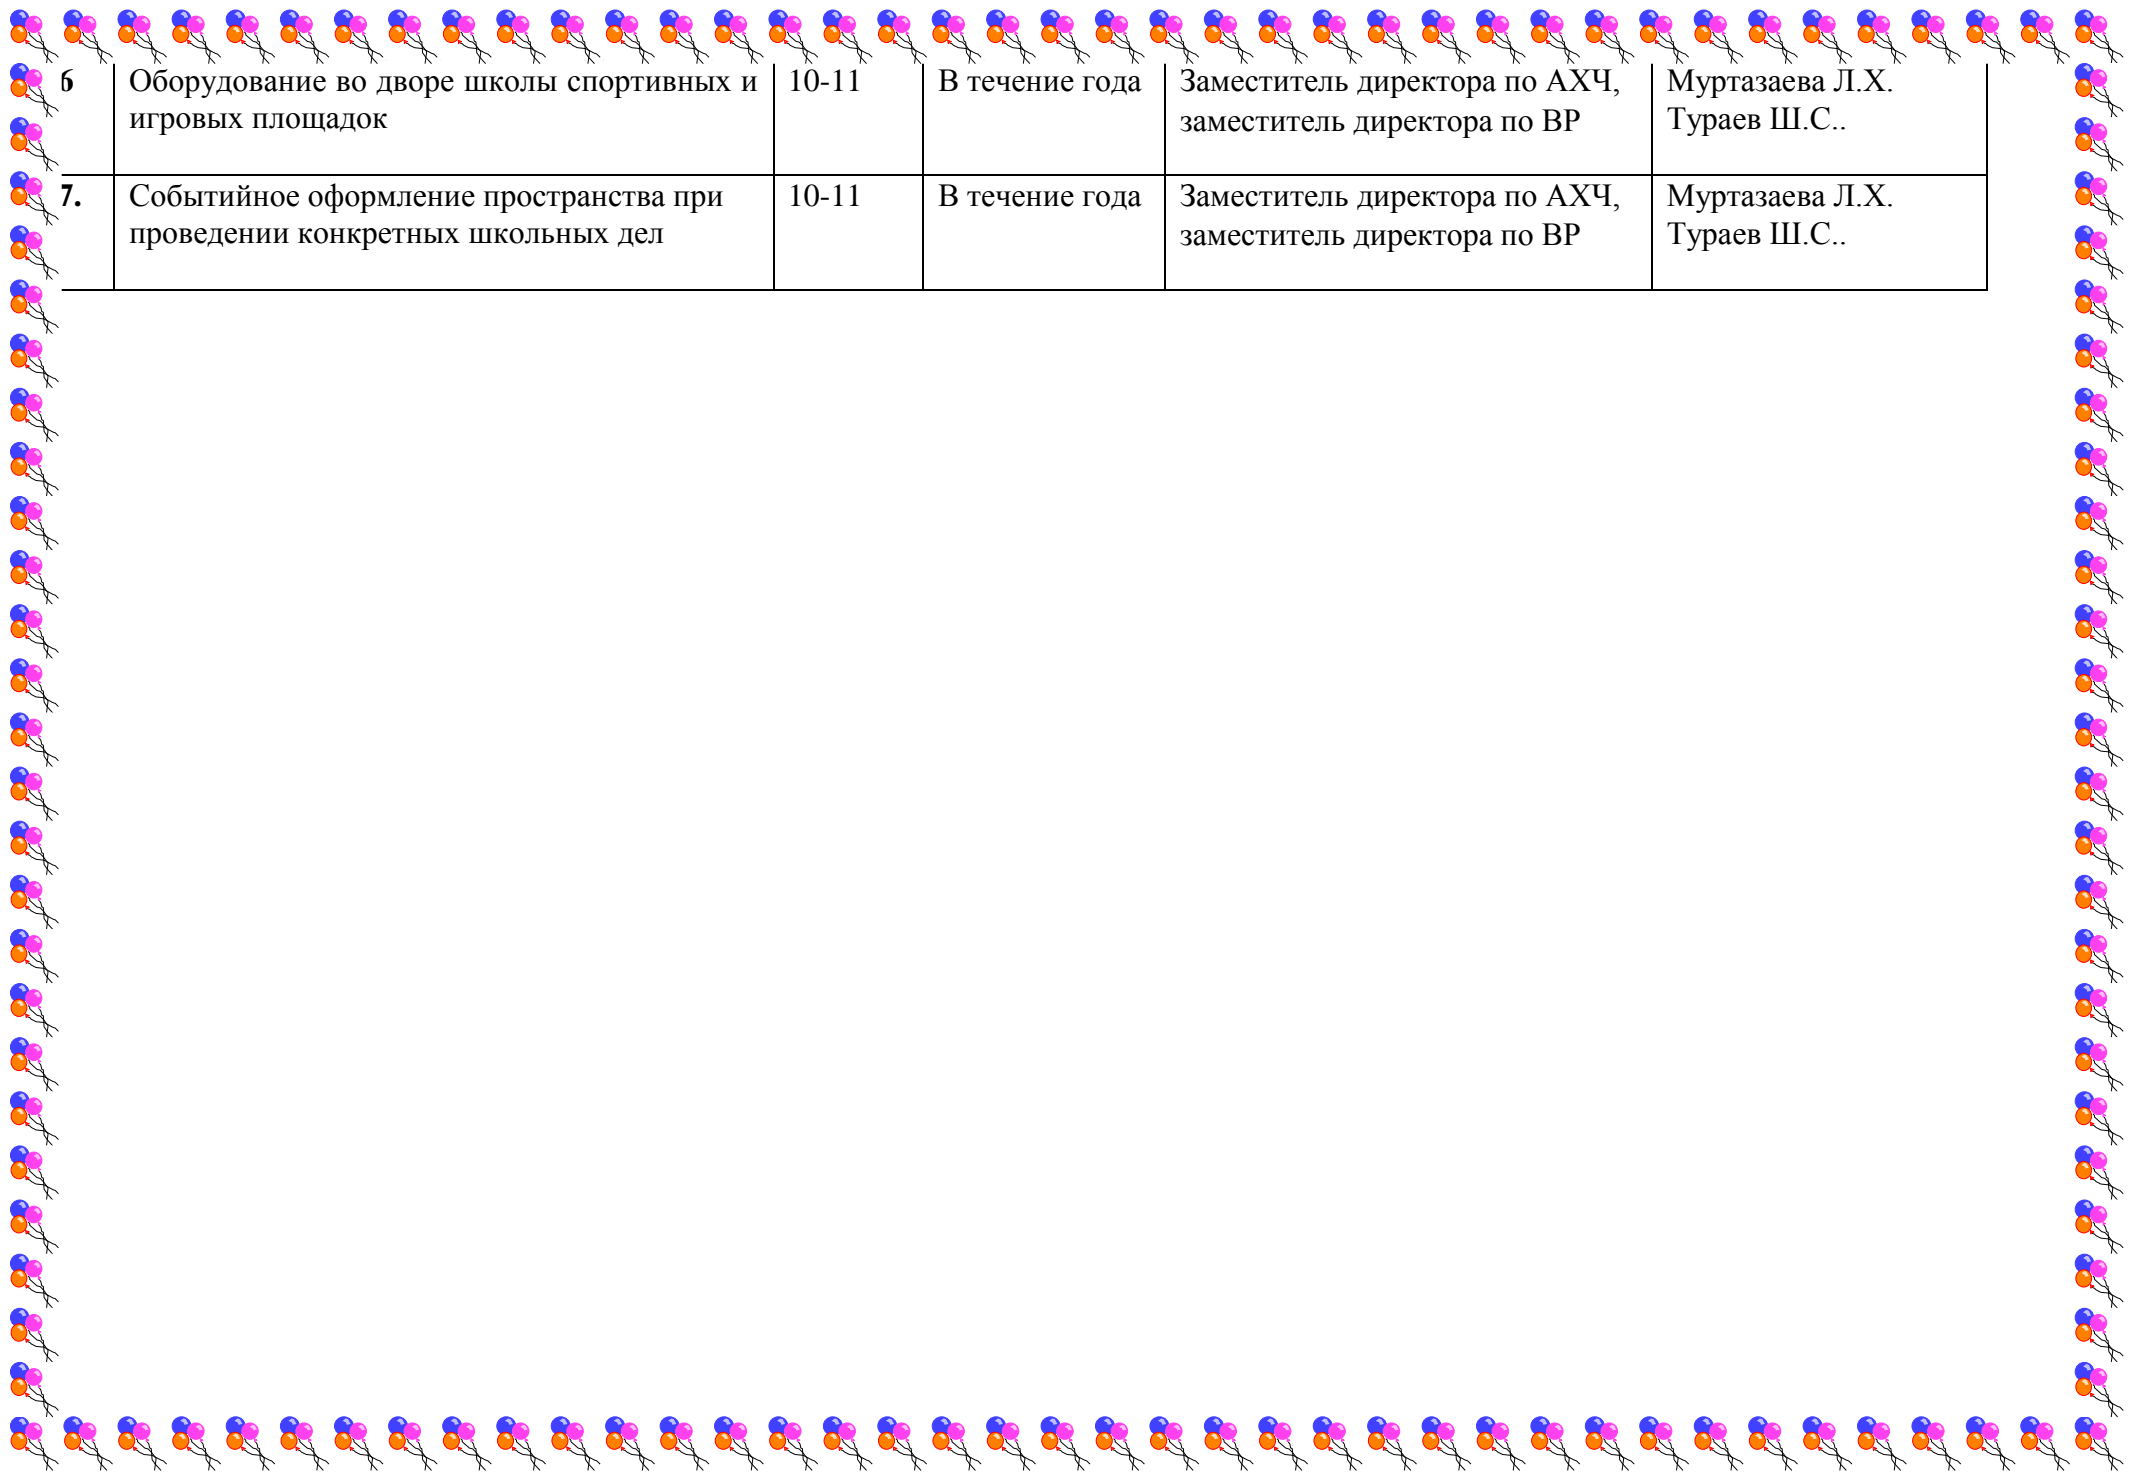 6 Оборудование во дворе школы спортивных и 10-11 В течение года Заместитель директора по АХЧ, Муртазаева Л.Х.
игровых площадок заместитель директора по ВР Тураев Ш.С..
7. Событийное оформление пространства при 10-11 В течение года Заместитель директора по АХЧ, Муртазаева Л.Х.
проведении конкретных школьных дел заместитель директора по ВР Тураев Ш.С..